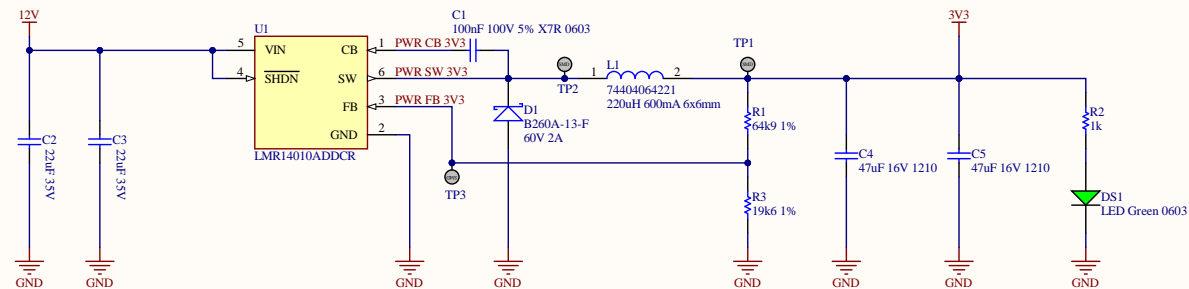 12V
U1
5
VIN
4
SHDN
CB
1
PWR CB 3V3
SW
6
PWR SW 3V3
FB
3
PWR FB 3V3
GND
2
LMR14010ADDCR
C1
100nF 100V 5% X7R 0603
TP2
1
L1
2
74404064221
220uH 600mA 6x6mm
TP1
3V3
D1
B260A-13-F
60V 2A
TP3
R1
64k9 1%
R3
19k6 1%
C2
22uF 35V
C3
22uF 35V
C4
47uF 16V 1210
C5
47uF 16V 1210
R2
1k
DS1
LED Green 0603
GND
GND
GND
GND
GND
GND
GND
GND